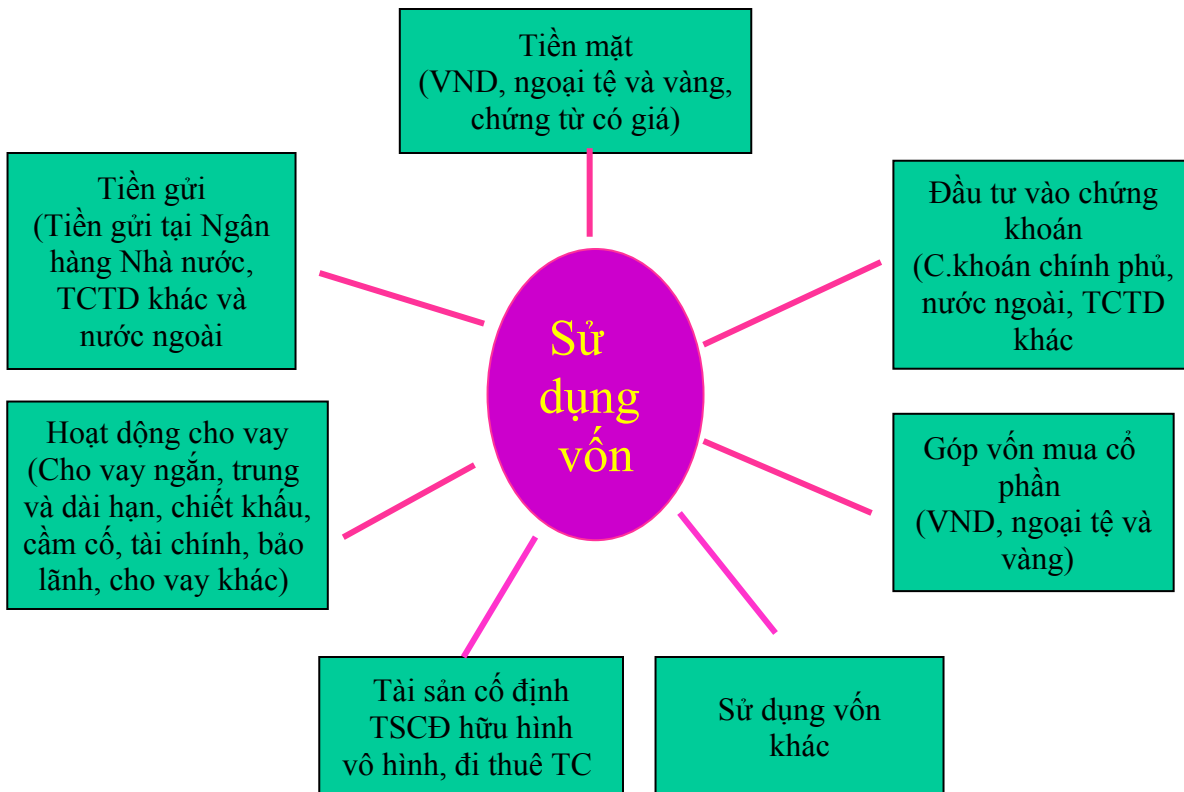 Tiền mặt
(VND, ngoại tệ và vàng,
chứng từ có giá)
Tiền gửi
(Tiền gửi tại Ngân
hàng Nhà nước,
TCTD khác và
nước ngoài
Đầu tư vào chứng
khoán
(C.khoán chính phủ,
nước ngoài, TCTD
khác
Sử
dụng
vốn
Hoạt dộng cho vay
(Cho vay ngắn, trung
và dài hạn, chiết khấu,
cầm cố, tài chính, bảo
lãnh, cho vay khác)
Góp vốn mua cổ
phần
(VND, ngoại tệ và
vàng)
Tài sản cố định
TSCĐ hữu hình
vô hình, đi thuê TC
Sử dụng vốn
khác